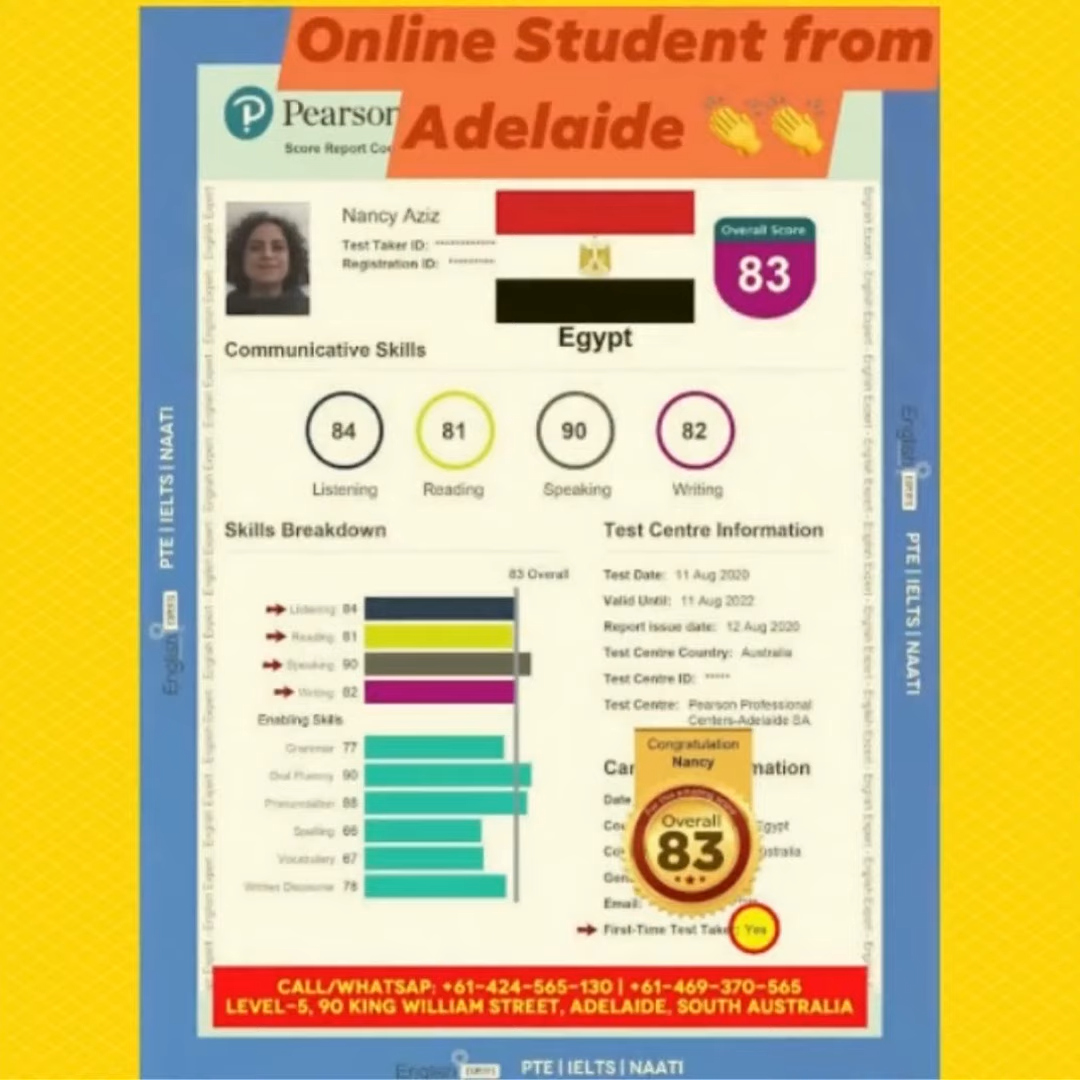 Online Student from
Adelaide
Pearson
Score Report
Nancy Aziz
Test Taker ID:
Registration ID:
Overall Score
83
Egypt
Communicative Skills
84
81
90
82
Listening
Reading
Speaking
Writing
Skills Breakdown
83 Overall
Listening 84
Reading 81
Speaking 90
Writing 82
Enabling Skills
Grammar 77
Oral Fluency 90
Pronunciation 88
Spelling 66
Vocabulary 67
Written Discourse 78
Test Centre Information
Test Date: 11 Aug 2020
Valid Until: 11 Aug 2022
Report issue date: 12 Aug 2020
Test Centre Country: Australia
Test Centre ID: *****
Test Centre: Pearson Professional
Centers-Adelaide SA
Congratulation
Nancy
Overall
83
Date
Egypt
Email:
First-Time Test Take : Yes
CALL/WHATSAP: +61-424-565-130 | +61-469-370-565
LEVEL-5, 90 KING WILLIAM STREET, ADELAIDE, SOUTH AUSTRALIA
PTE | IELTS | NAATI
English
PTE | IELTS | NAATI
English
English
PTE | IELTS | NAATI